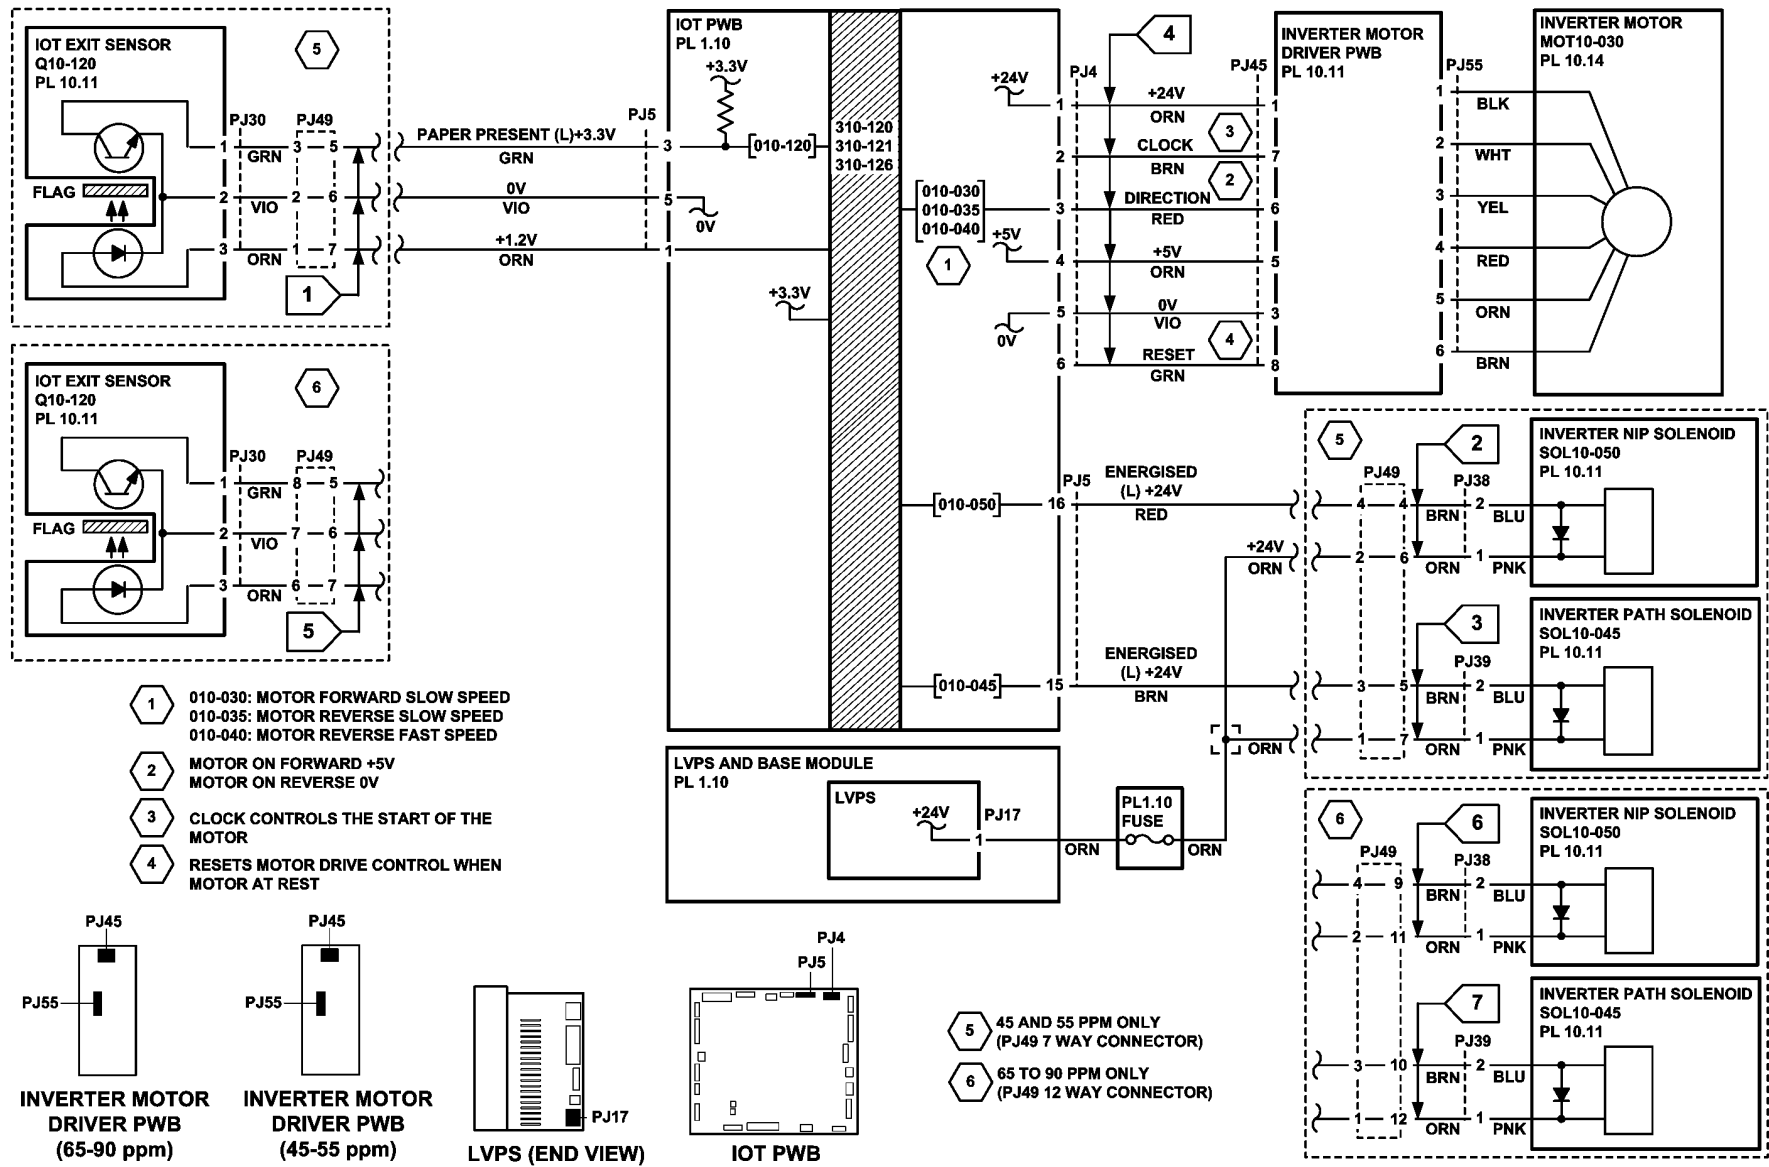 IOT EXIT SENSOR
Q10-120
PL 10.11
5
FLAG
PJ30
PJ49
1
GRN
3
5
2
VIO
2
6
3
ORN
1
7
1
PAPER PRESENT (L)+3.3V
GRN
0V
VIO
+1.2V
ORN
PJ5
3
5
1
IOT EXIT SENSOR
Q10-120
PL 10.11
6
FLAG
PJ30
PJ49
1
GRN
8
5
2
VIO
7
6
3
ORN
6
7
5
IOT PWB
PL 1.10
+3.3V
[010-120]
310-120
310-121
310-126
0V
+3.3V
010-030
010-035
010-040
1
+24V
+5V
0V
[010-050]
[010-045]
PJ4
1
2
3
4
5
6
4
+24V
ORN
CLOCK
BRN
3
DIRECTION
RED
2
+5V
ORN
0V
VIO
RESET
GRN
4
PJ45
1
7
6
5
3
8
INVERTER MOTOR
DRIVER PWB
PL 10.11
PJ55
1
BLK
2
WHT
3
YEL
4
RED
5
ORN
6
BRN
INVERTER MOTOR
MOT10-030
PL 10.14
PJ5
16
ENERGISED
(L) +24V
RED
+24V
ORN
15
ENERGISED
(L) +24V
BRN
ORN
5
PJ49
4
4
2
6
3
5
1
7
2
PJ38
BRN
2
BLU
ORN
1
PNK
INVERTER NIP SOLENOID
SOL10-050
PL 10.11
3
PJ39
BRN
2
BLU
ORN
1
PNK
INVERTER PATH SOLENOID
SOL10-045
PL 10.11
LVPS AND BASE MODULE
PL 1.10
LVPS
+24V
PJ17
1
ORN
PL1.10
FUSE
ORN
6
PJ49
4
9
2
11
3
10
1
12
6
PJ38
BRN
2
BLU
ORN
1
PNK
INVERTER NIP SOLENOID
SOL10-050
PL 10.11
7
PJ39
BRN
2
BLU
ORN
1
PNK
INVERTER PATH SOLENOID
SOL10-045
PL 10.11
1
010-030: MOTOR FORWARD SLOW SPEED
010-035: MOTOR REVERSE SLOW SPEED
010-040: MOTOR REVERSE FAST SPEED
2
MOTOR ON FORWARD +5V
MOTOR ON REVERSE 0V
3
CLOCK CONTROLS THE START OF THE
MOTOR
4
RESETS MOTOR DRIVE CONTROL WHEN
MOTOR AT REST
PJ45
PJ55
INVERTER MOTOR
DRIVER PWB
(65-90 ppm)
PJ45
PJ55
INVERTER MOTOR
DRIVER PWB
(45-55 ppm)
PJ17
LVPS (END VIEW)
PJ4
PJ5
IOT PWB
5
45 AND 55 PPM ONLY
(PJ49 7 WAY CONNECTOR)
6
65 TO 90 PPM ONLY
(PJ49 12 WAY CONNECTOR)